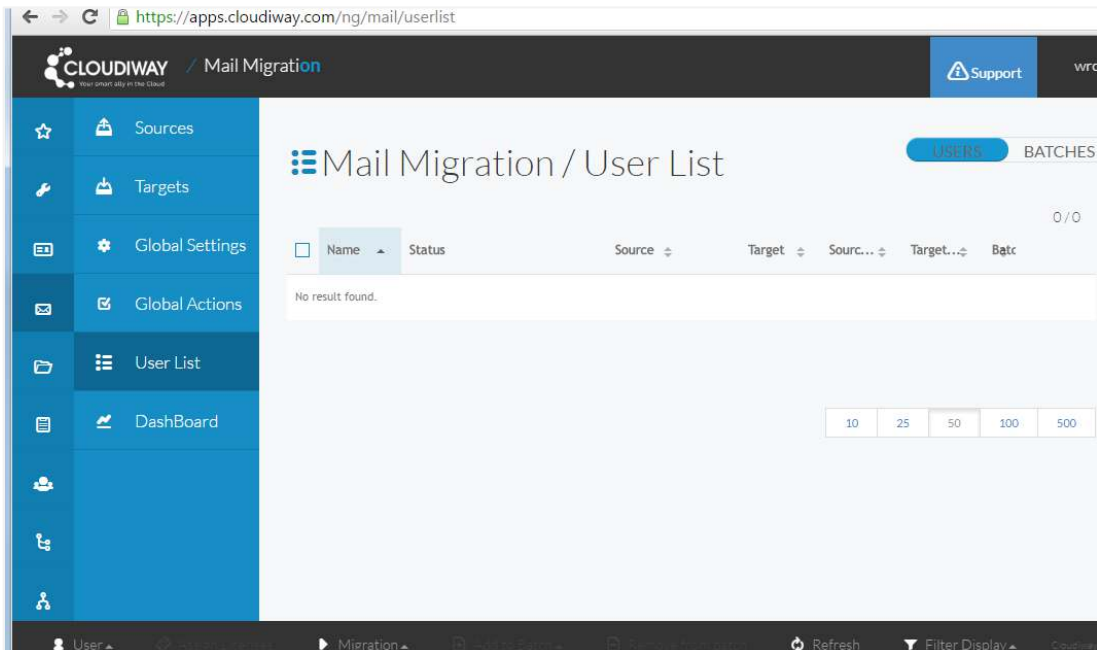 https://apps.cloudiway.com/ng/mail/userlist
CLOUDIWAY / Mail Migration
Your smart ally in the Cloud
Support
wro
Sources
Targets
Global Settings
Global Actions
User List
DashBoard
Mail Migration / User List
USERS
BATCHES
0 / 0
Name Status Source Target Sourc... Target... Batc
No result found.
10 25 50 100 500
User Migration Refresh Filter Display